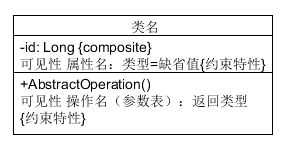 类名
-id: Long {composite}
可见性 属性名：类型=缺省值{约束特性}
+AbstractOperation()
可见性 操作名（参数表）：返回类型
{约束特性}